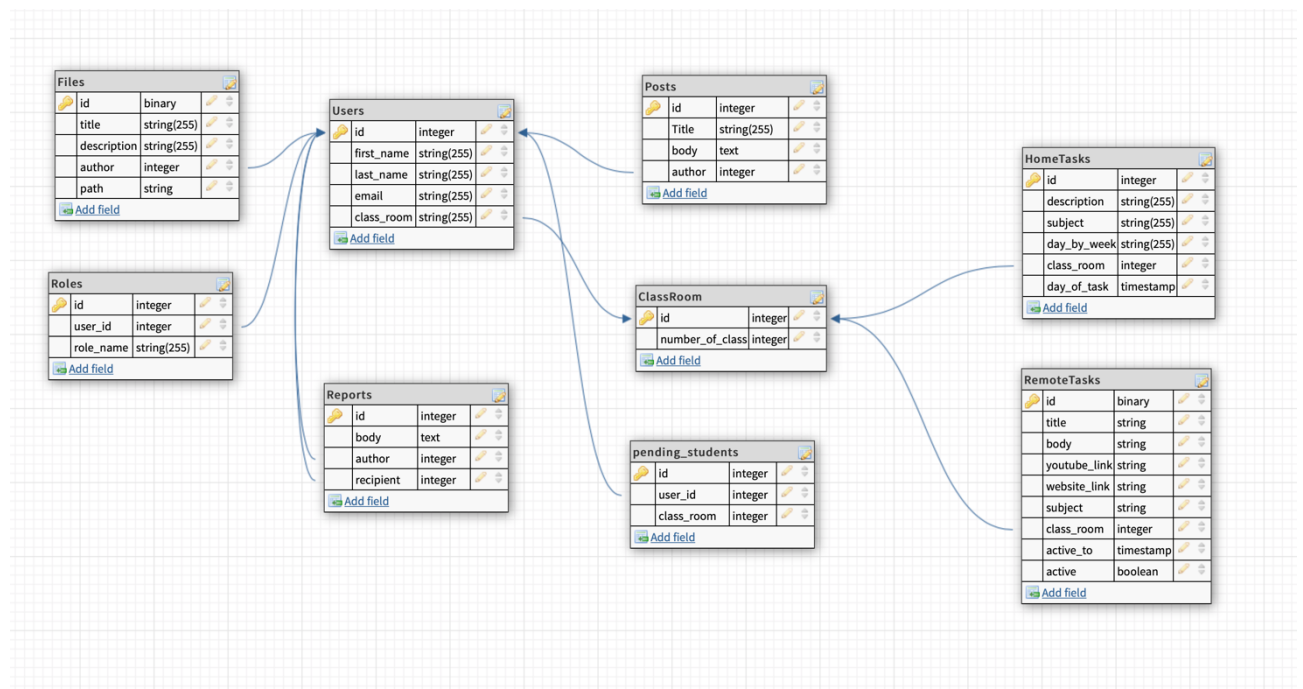 Files
id binary
title string(255)
description string(255)
author integer
path string
Add field
Users
id integer
first_name string(255)
last_name string(255)
email string(255)
class_room string(255)
Add field
Posts
id integer
Title string(255)
body text
author integer
Add field
HomeTasks
id integer
description string(255)
subject string(255)
day_by_week string(255)
class_room integer
day_of_task timestamp
Add field
Roles
id integer
user_id integer
role_name string(255)
Add field
ClassRoom
id integer
number_of_class integer
Add field
Reports
id integer
body text
author integer
recipient integer
Add field
pending_students
id integer
user_id integer
class_room integer
Add field
RemoteTasks
id binary
title string
body string
youtube_link string
website_link string
subject string
class_room integer
active_to timestamp
active boolean
Add field